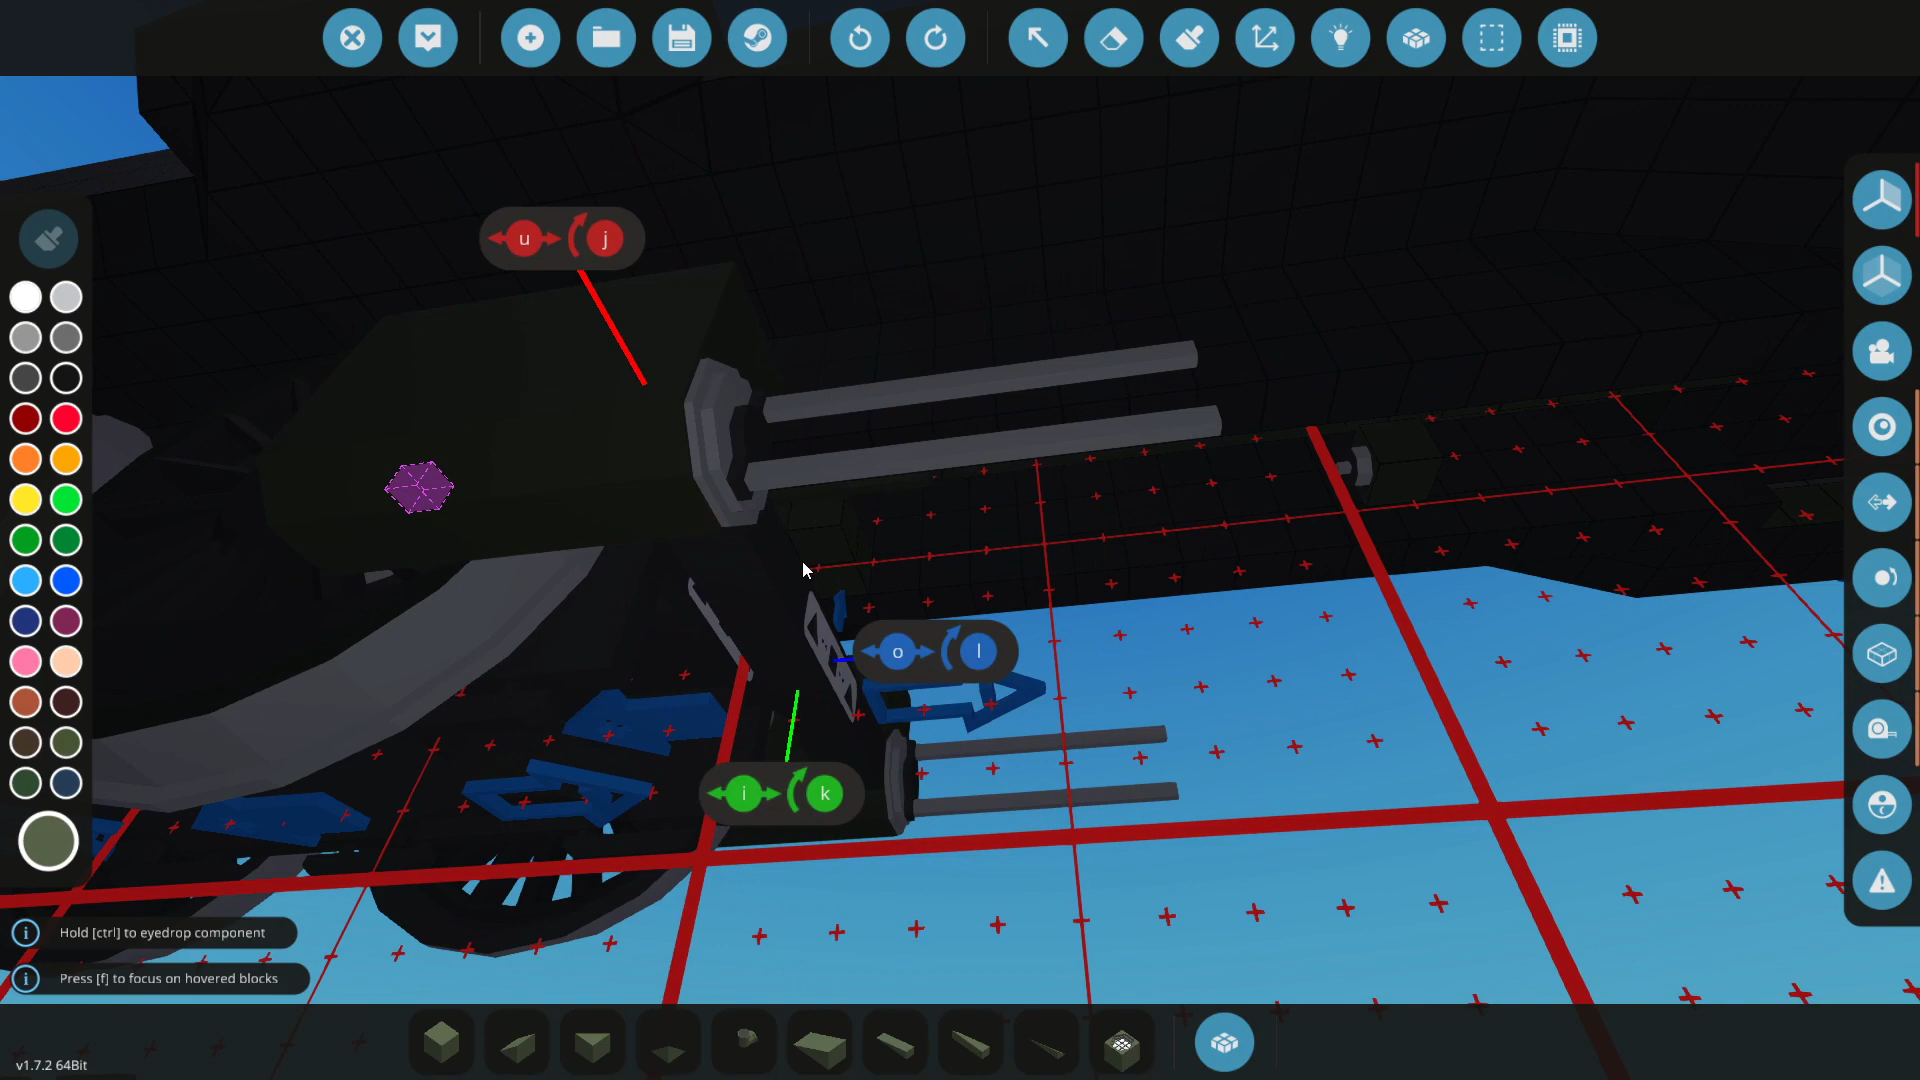 u j
o l
i k
Hold [ctrl] to eyedrop component
Press [f] to focus on hovered blocks
v1.7.2 64Bit